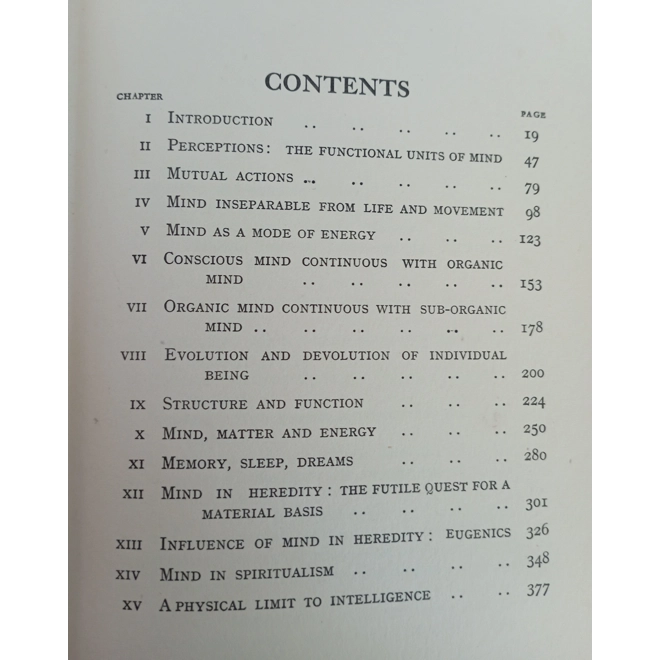 CONTENTS
CHAPTER PAGE
I INTRODUCTION .. .. .. .. .. 19
II PERCEPTIONS: THE FUNCTIONAL UNITS OF MIND 47
III MUTUAL ACTIONS .. .. .. .. .. 79
IV MIND INSEPARABLE FROM LIFE AND MOVEMENT 98
V MIND AS A MODE OF ENERGY .. .. .. 123
VI CONSCIOUS MIND CONTINUOUS WITH ORGANIC
MIND .. .. .. .. .. 153
VII ORGANIC MIND CONTINUOUS WITH SUB-ORGANIC
MIND .. .. .. .. .. .. 178
VIII EVOLUTION AND DEVOLUTION OF INDIVIDUAL
BEING .. .. .. .. .. 200
IX STRUCTURE AND FUNCTION .. .. .. 224
X MIND, MATTER AND ENERGY .. .. .. 250
XI MEMORY, SLEEP, DREAMS .. .. .. 280
XII MIND IN HEREDITY: THE FUTILE QUEST FOR A
MATERIAL BASIS .. .. .. .. 301
XIII INFLUENCE OF MIND IN HEREDITY: EUGENICS 326
XIV MIND IN SPIRITUALISM .. .. .. .. 348
XV A PHYSICAL LIMIT TO INTELLIGENCE .. .. 377